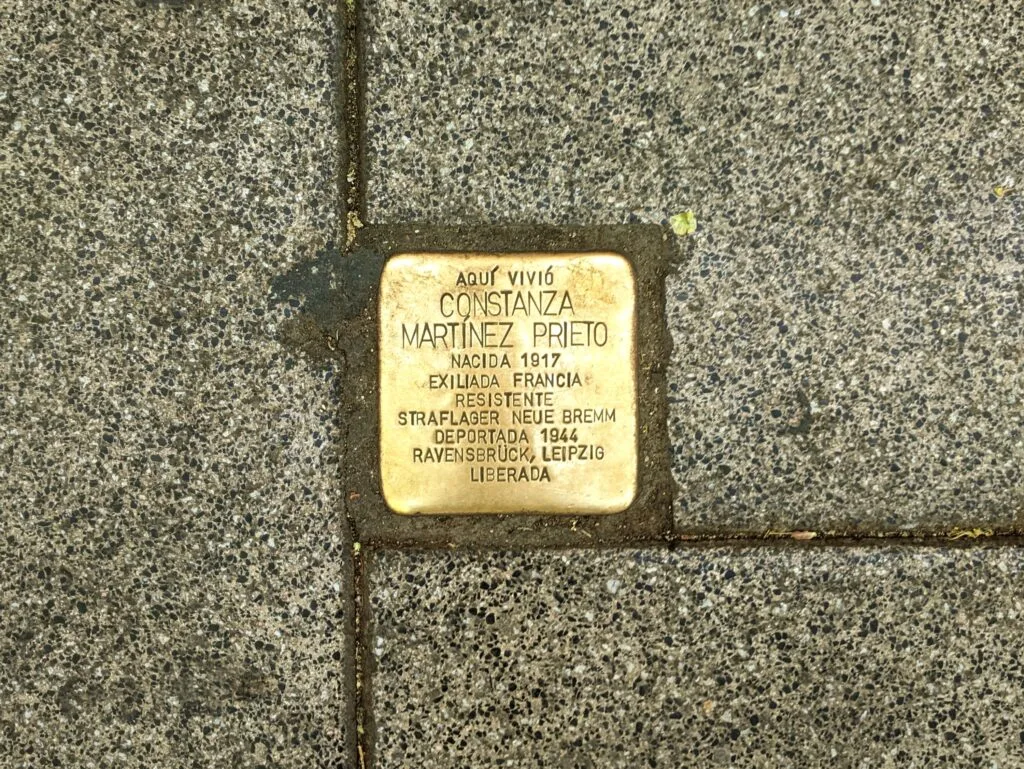 AQUÍ VIVIÓ
CONSTANZA
MARTÍNEZ PRIETO
NACIDA 1917
EXILIADA FRANCIA
RESISTENTE
STRAFLAGER NEUE BREMM
DEPORTADA 1944
RAVENSBRÜCK, LEIPZIG
LIBERADA